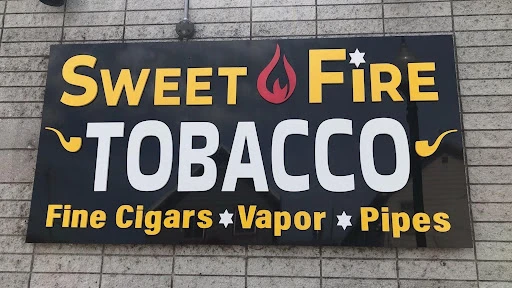 SWEET FIRE
TOBACCO
Fine Cigars Vapor Pipes